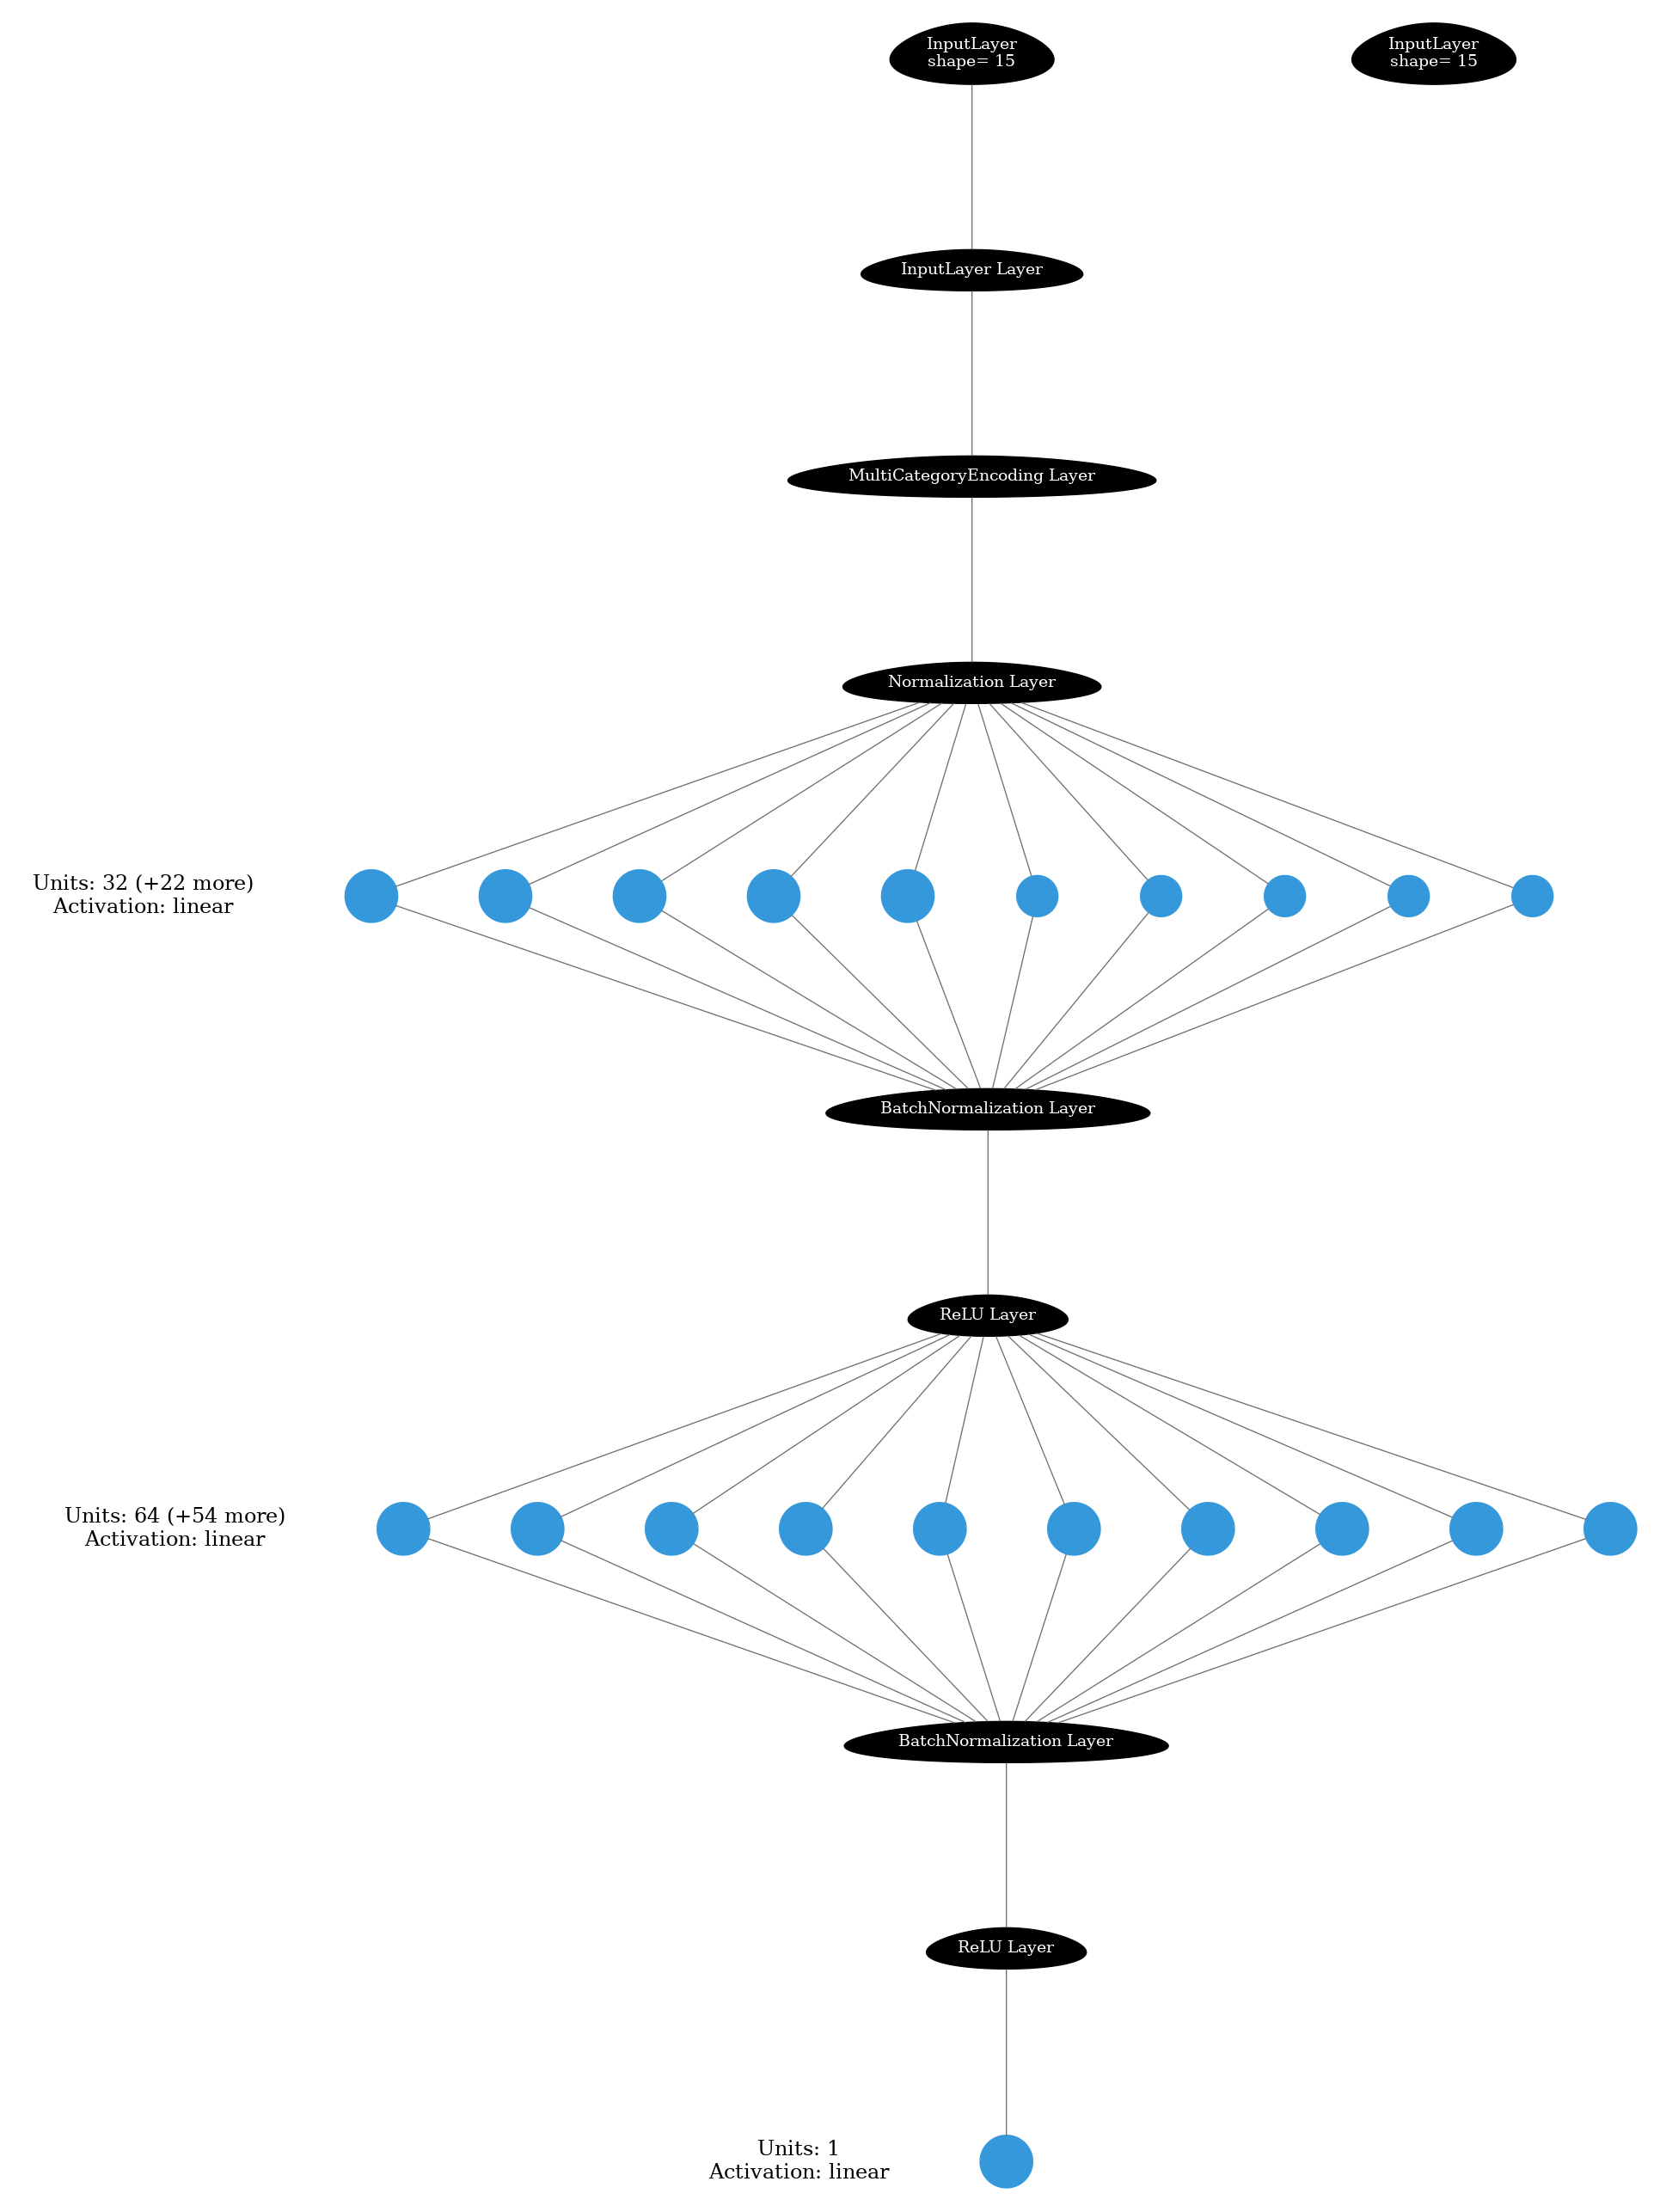 InputLayer
shape= 15
InputLayer
shape= 15
InputLayer Layer
MultiCategoryEncoding Layer
Normalization Layer
Units: 32 (+22 more)
Activation: linear
BatchNormalization Layer
ReLU Layer
Units: 64 (+54 more)
Activation: linear
BatchNormalization Layer
ReLU Layer
Units: 1
Activation: linear